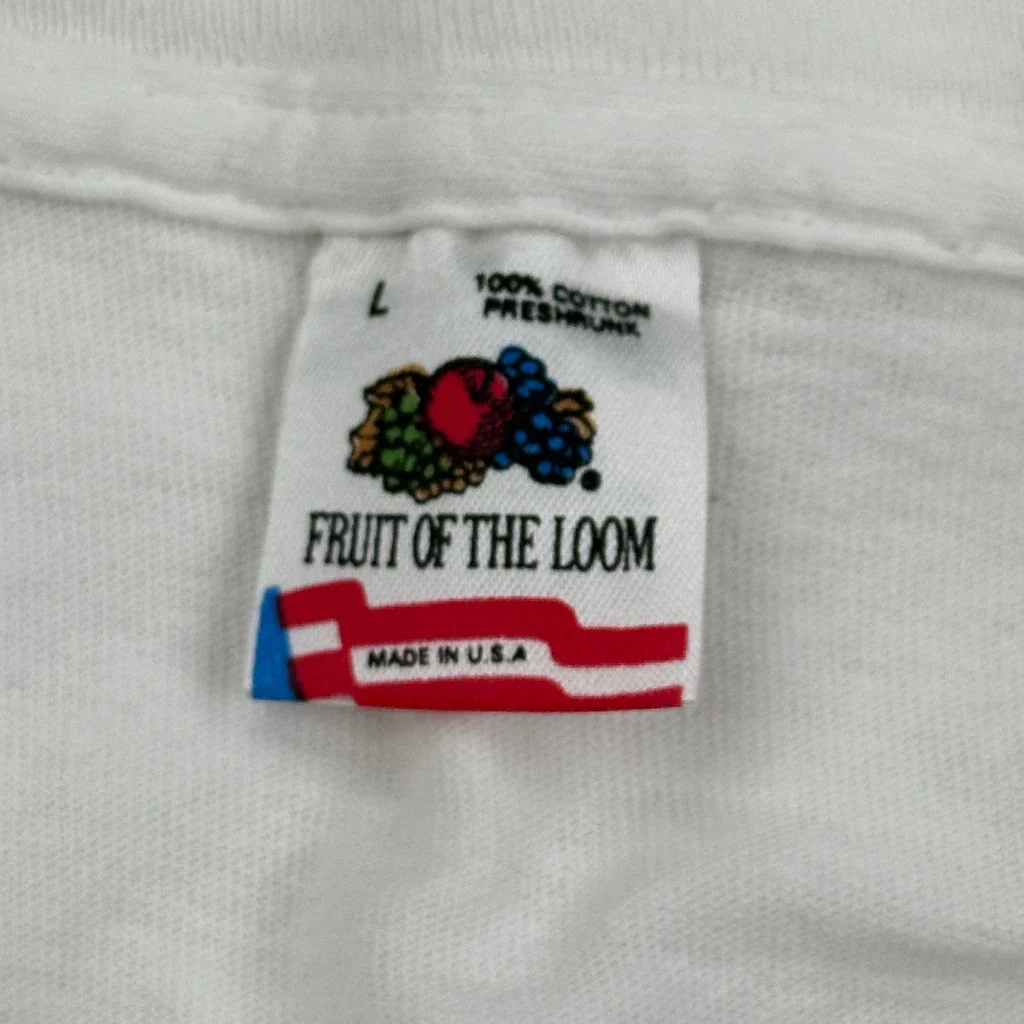 L
100% COTTON
PRESHRUNK
FRUIT OF THE LOOM
MADE IN U.S.A